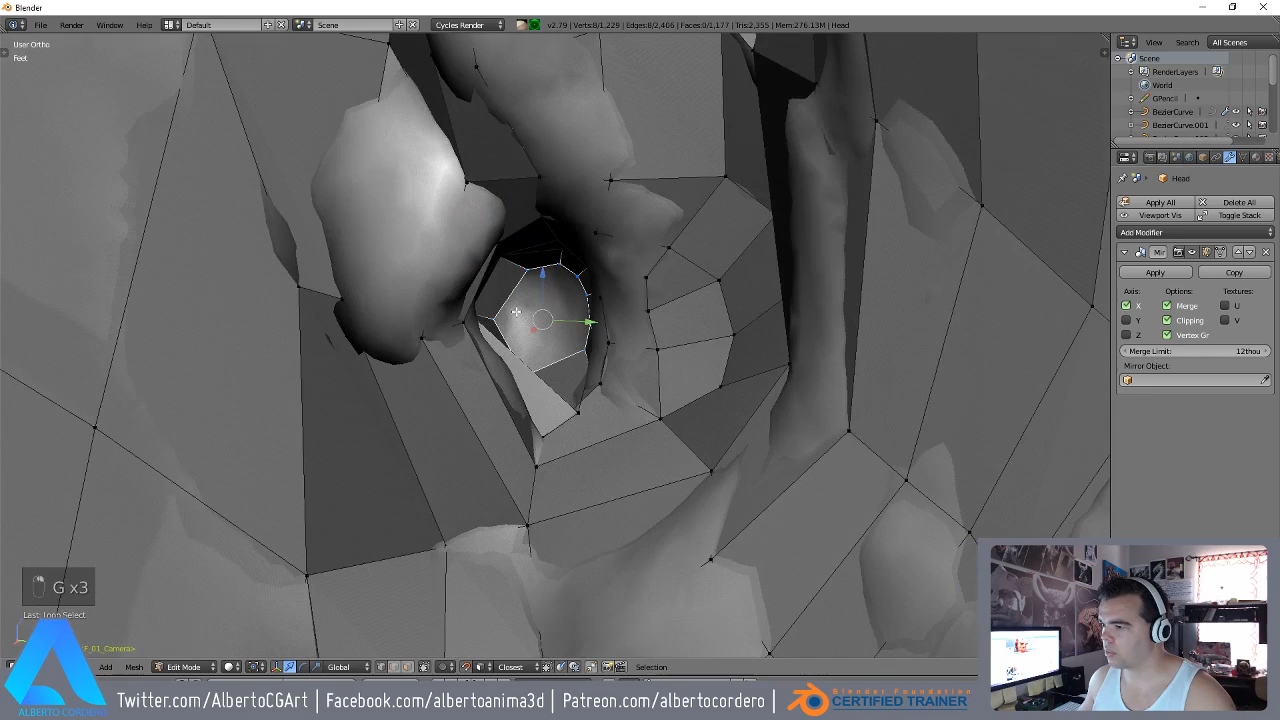 Blender
File Render Window Help Default Scene Cycles Render v2.79 | Verts:8/1,229 | Edges:8/2,406 | Faces:0/1,177 | Tris:2,355 | Mem:276.13M | Head
User Ortho
Feet
View Search All Scenes
Scene
RenderLayers
World
GPencil
BezierCurve
BezierCurve.001
Head
Apply All Delete All
Viewport Vis Toggle Stack
Add Modifier
Mir
Apply Copy
Axis: Options: Textures:
X Merge U
Y Clipping V
Z Vertex Gr
Merge Limit: 12thou
Mirror Object:
G x3
Last: Loop Select
F_01_Camera>
Add Mesh Edit Mode Global Closest Selection
ALBERTO CORDERO
Twitter.com/AlbertoCGArt | Facebook.com/albertoanima3d | Patreon.com/albertocordero |
Blender Foundation
CERTIFIED TRAINER